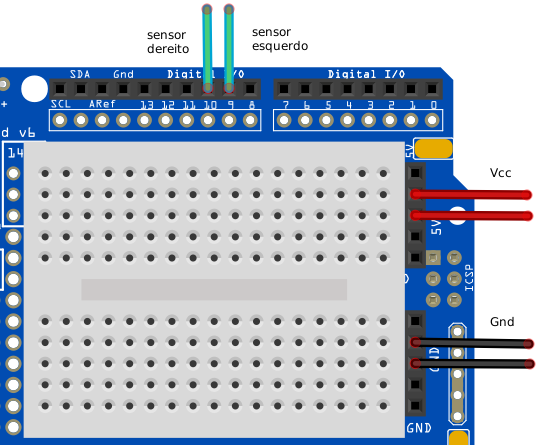 sensor
dereito
sensor
esquerdo
SDA Gnd Digital I/O
Digital I/O
SCL ARef 13 12 11 10 9 8
7 6 5 4 3 2 1 0
+
d v6
14
5V
Vcc
5V
ICSP
Gnd
GND
GND